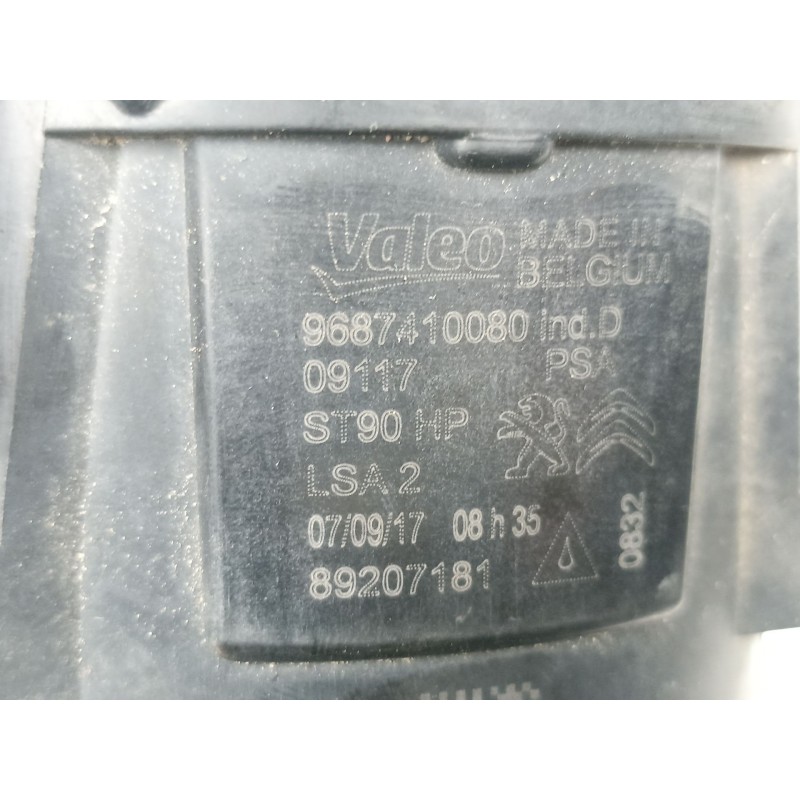 Valeo MADE IN
BELGIUM
9687410080 ind.D
09117 PSA
ST90 HP
LSA 2
07/09/17 08 h 35
89207181
0832